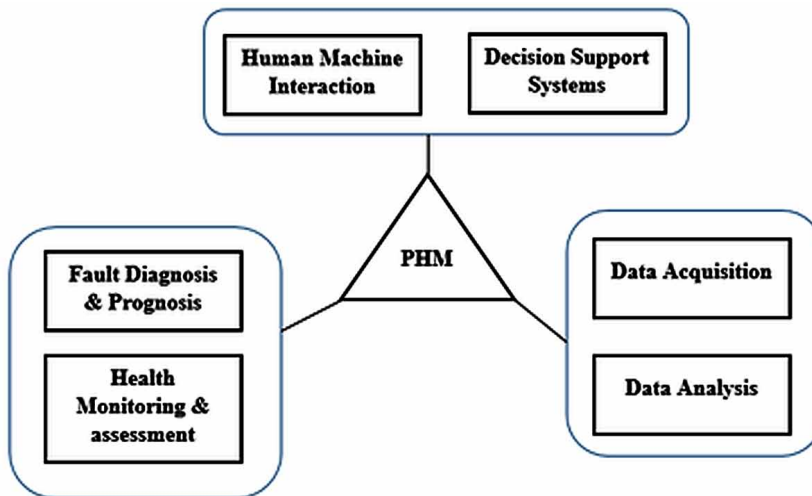 Human Machine
Interaction
Decision Support
Systems
PHM
Fault Diagnosis
& Prognosis
Health
Monitoring &
assessment
Data Acquisition
Data Analysis